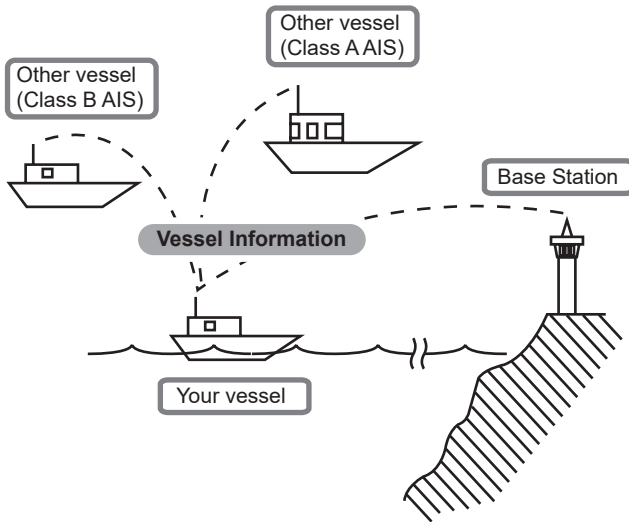 Other vessel
(Class A AIS)
Other vessel
(Class B AIS)
Base Station
Vessel Information
Your vessel